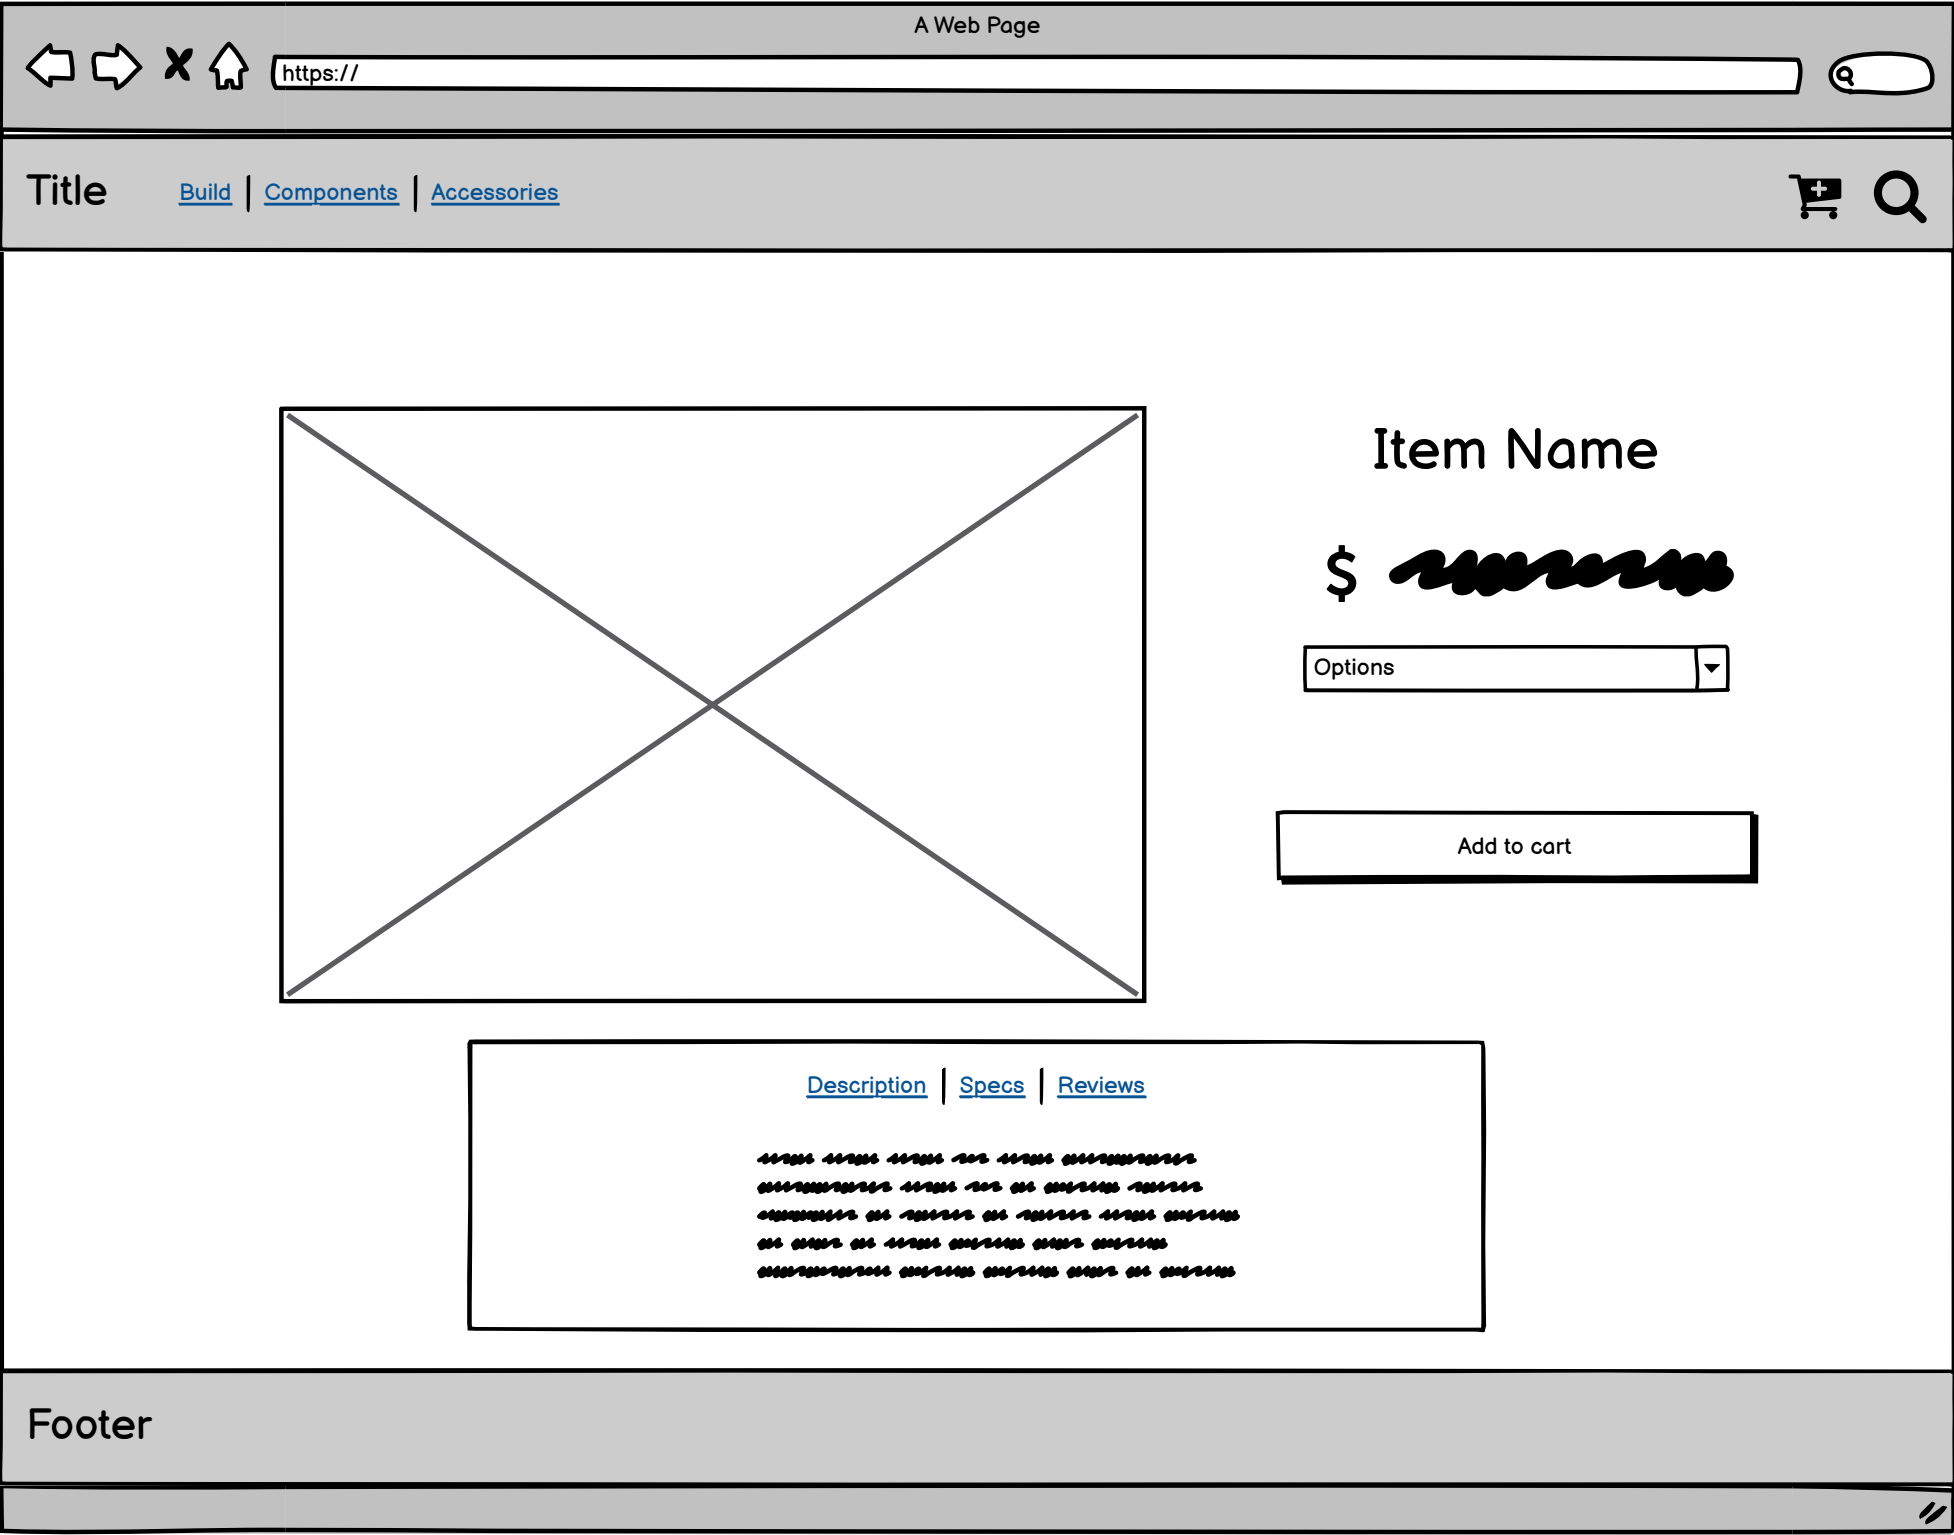 A Web Page
https://
Title
Build | Components | Accessories
Item Name
$
Options
Add to cart
Description | Specs | Reviews
Footer